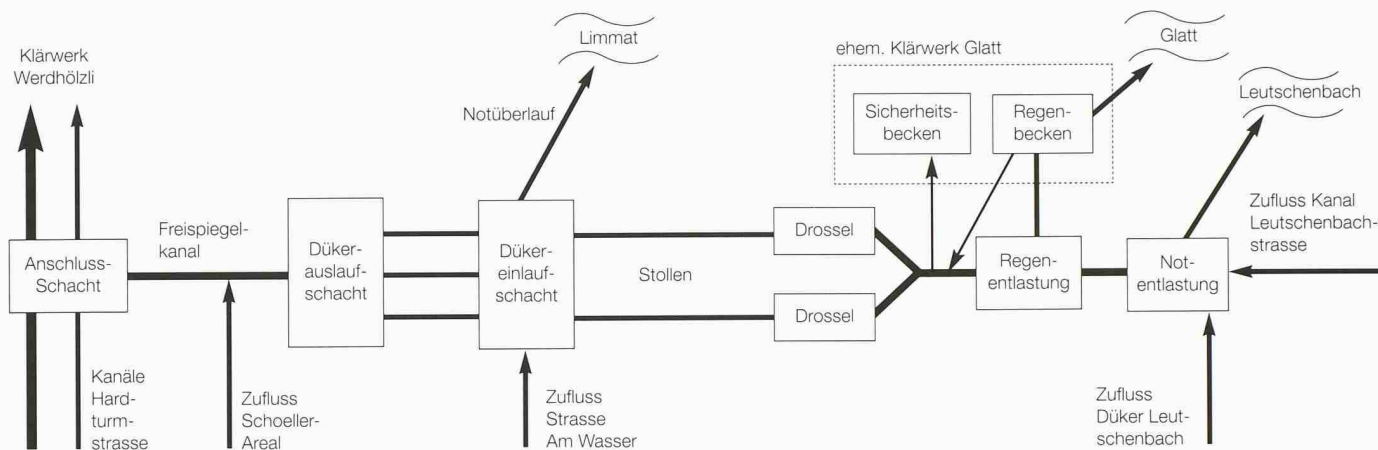 Klärwerk
Werdhölzli
Anschluss-
Schacht
Kanäle
Hard-
turm-
strasse
Freispiegel-
kanal
Zufluss
Schoeller-
Areal
Düker-
auslauf-
schacht
Notüberlauf
Limmat
Düker-
einlauf-
schacht
Zufluss
Strasse
Am Wasser
Stollen
Drossel
Drossel
ehem. Klärwerk Glatt
Sicherheits-
becken
Regen-
becken
Glatt
Regen-
entlastung
Leutschenbach
Not-
entlastung
Zufluss Kanal
Leutschenbach-
strasse
Zufluss
Düker Leut-
schenbach